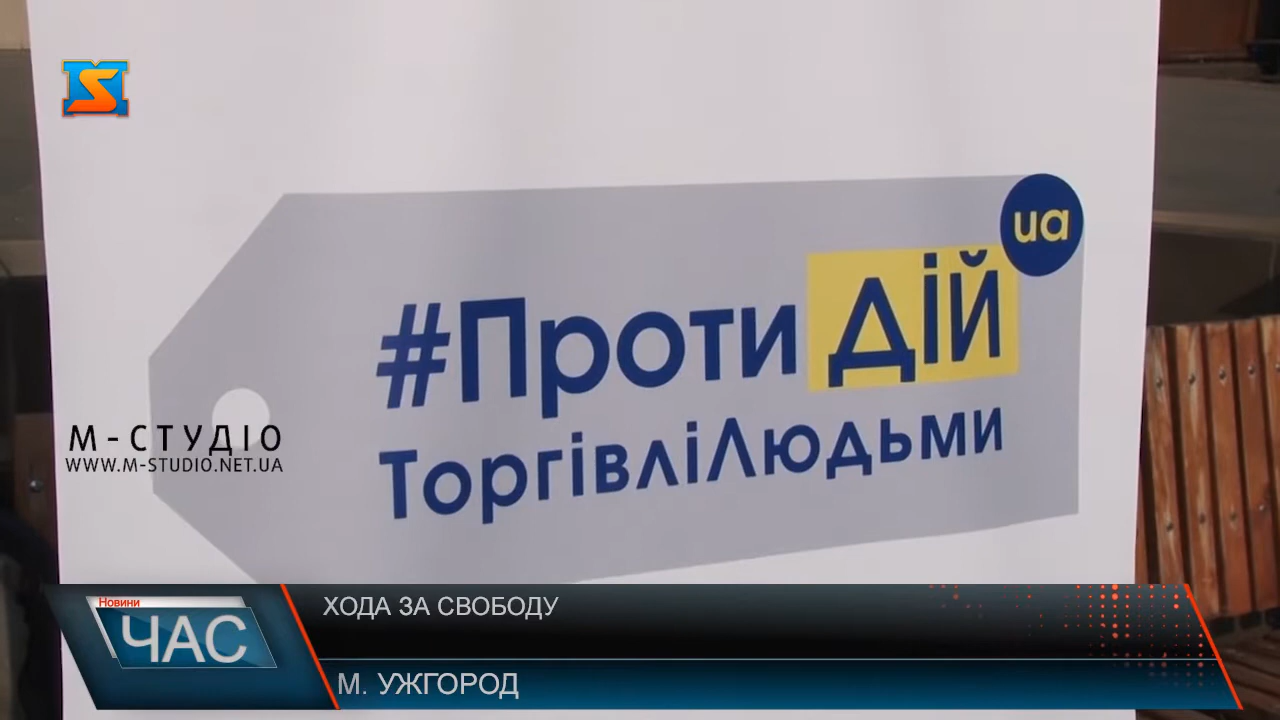 ua
#ПротиДій
ТоргівліЛюдьми
М-СТУДІО
WWW.M-STUDIO.NET.UA
Новини
ЧАС
ХОДА ЗА СВОБОДУ
М. УЖГОРОД